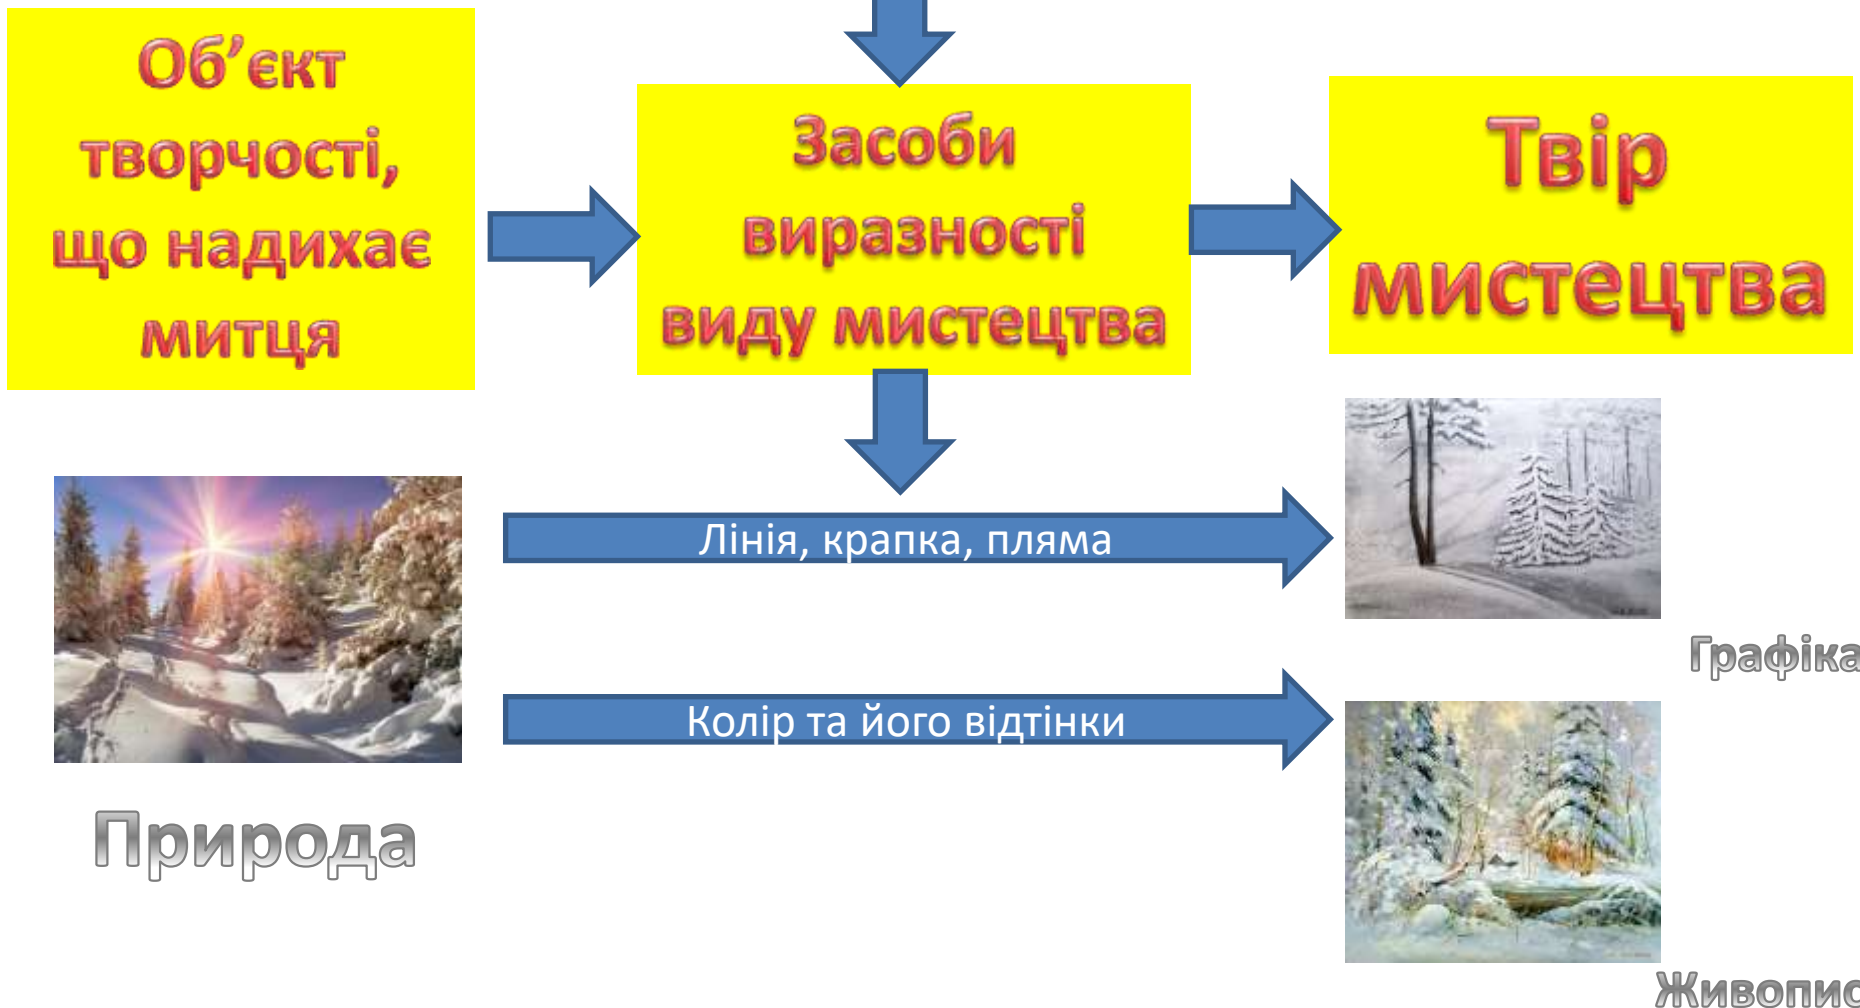 Об’єкт
творчості,
що надихає
митця
Засоби
виразності
виду мистецтва
Твір
мистецтва
Лінія, крапка, пляма
Графіка
Колір та його відтінки
Природа
Живопис